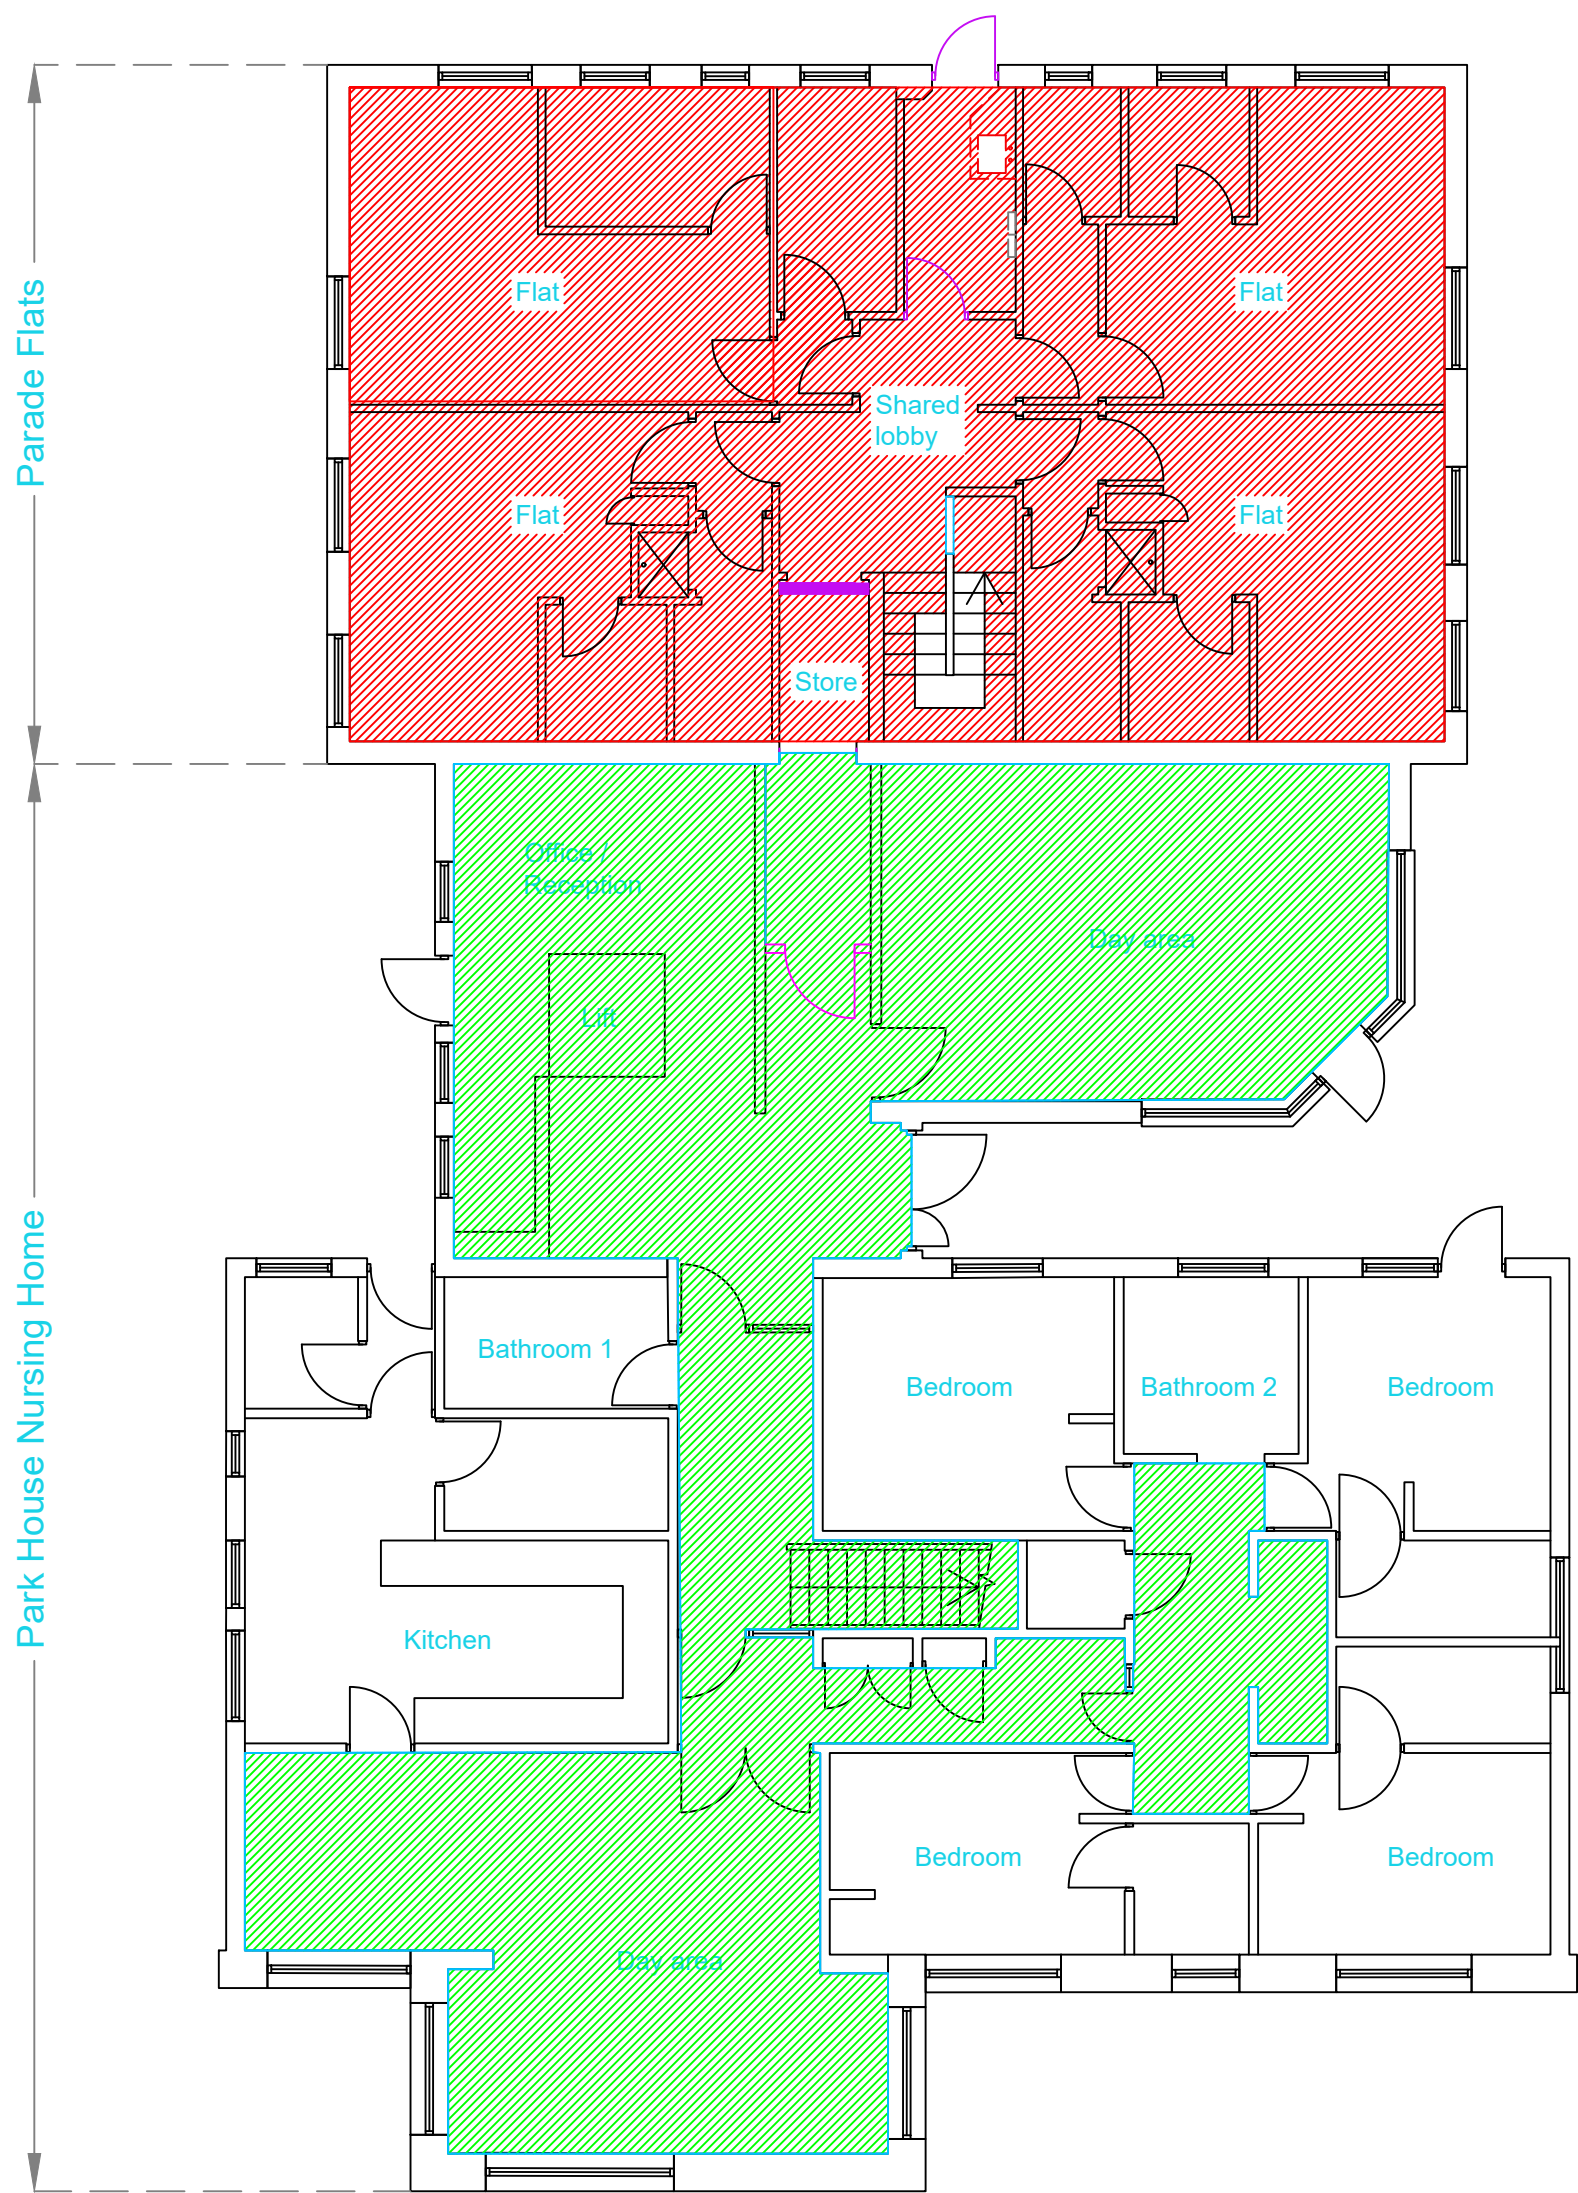 Parade Flats
Flat
Flat
Shared
lobby
Flat
Flat
Store
Park House Nursing Home
Office /
Reception
Day area
Lift
Bathroom 1
Bedroom
Bathroom 2
Bedroom
Kitchen
Bedroom
Bedroom
Day area